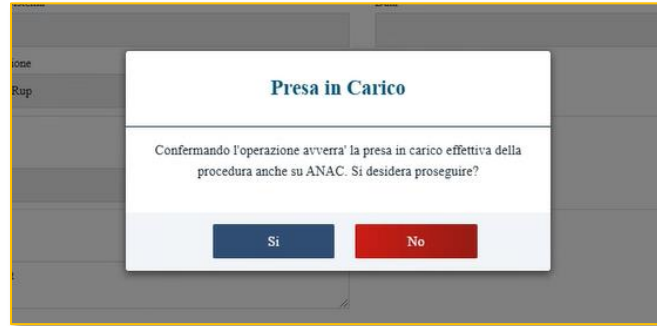 Data
ione
Rup
Presa in Carico
Confermando l'operazione avverra' la presa in carico effettiva della
procedura anche su ANAC. Si desidera proseguire?
Si
No